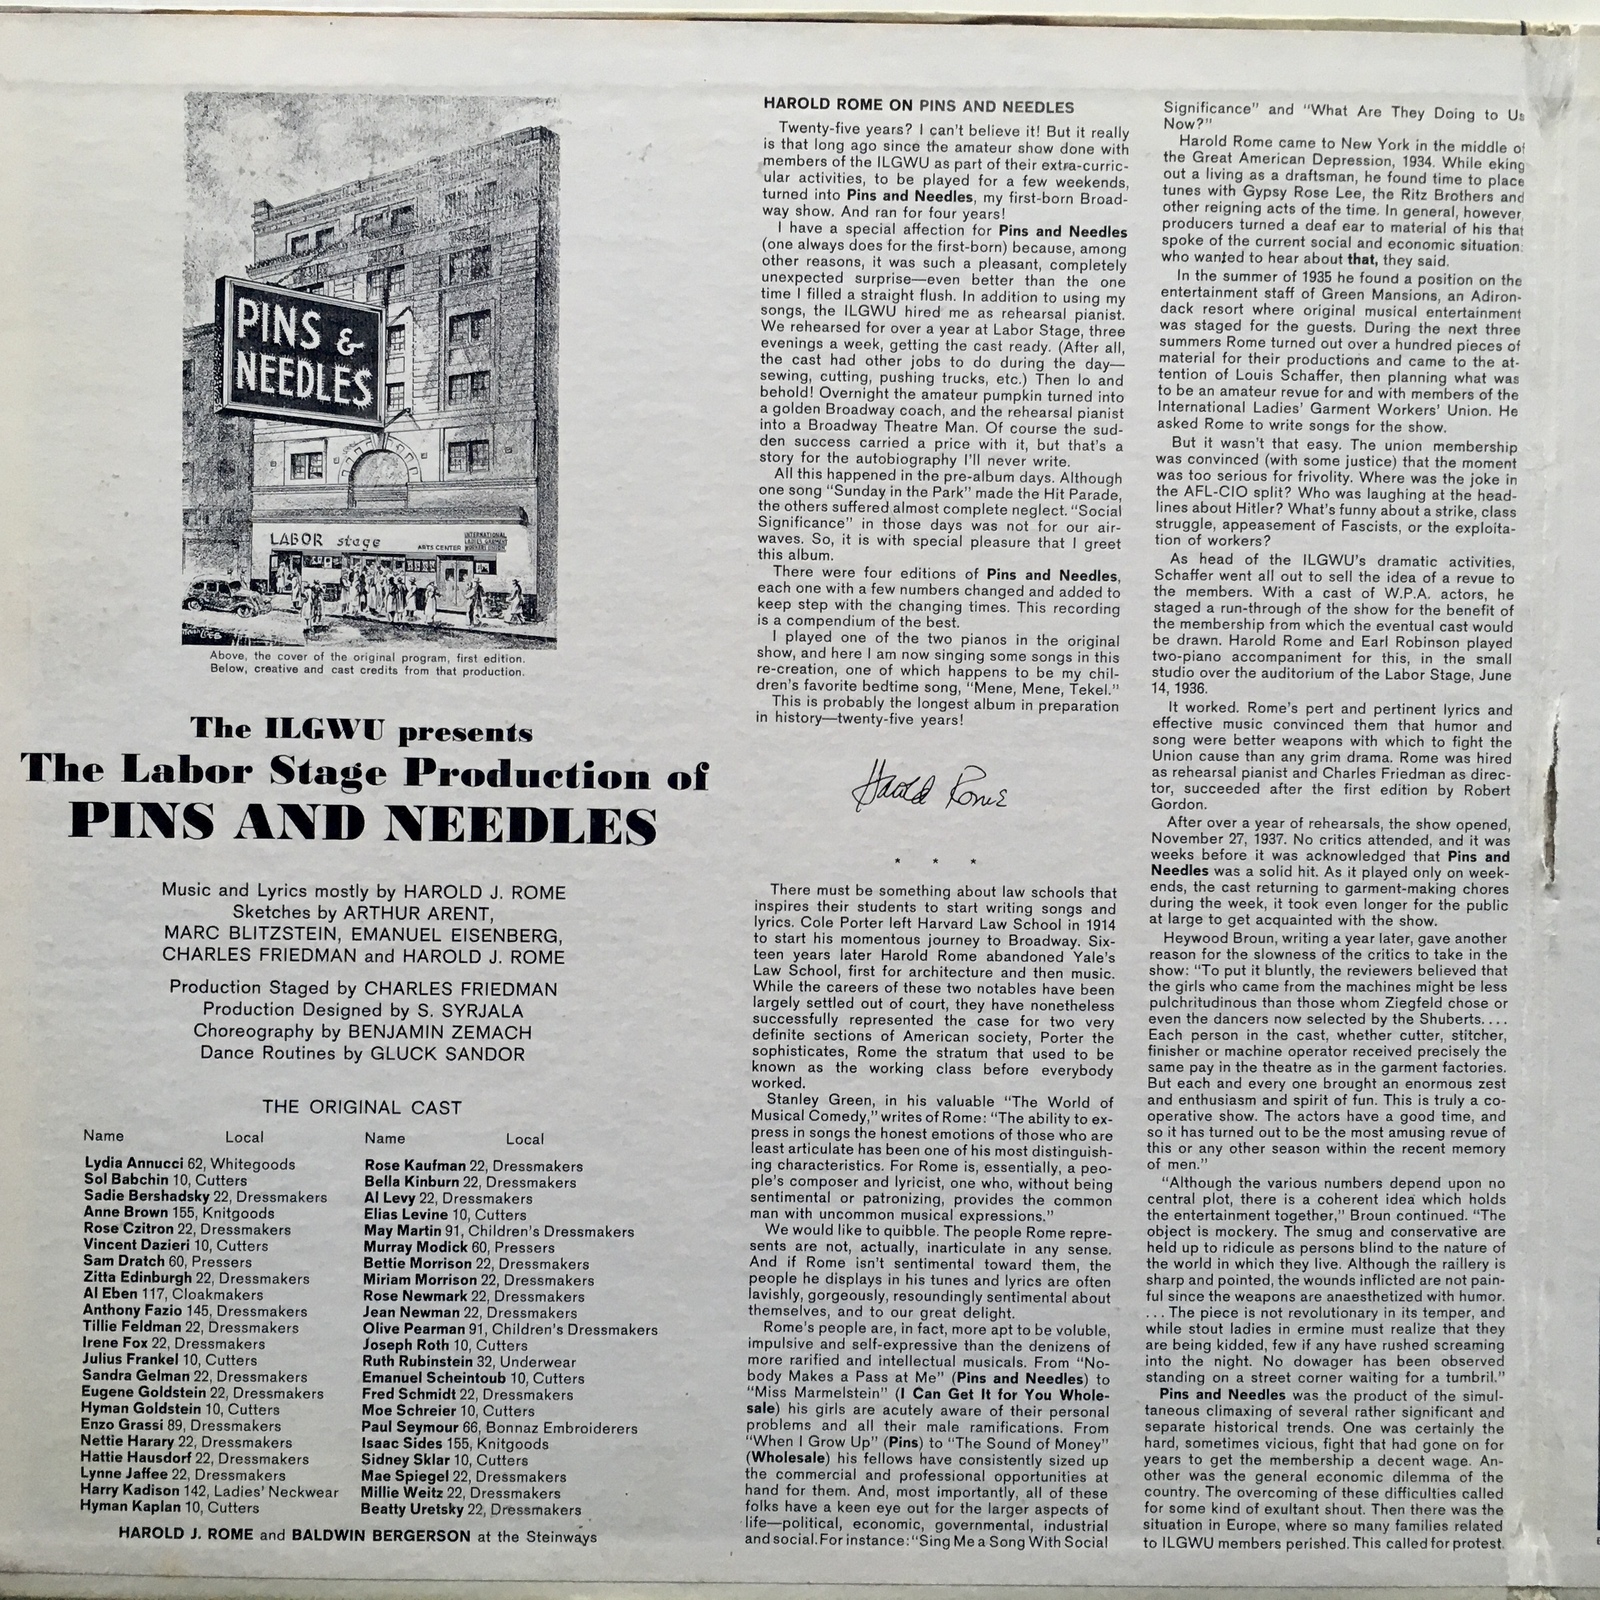 PINS &
NEEDLES
LABOR stage
ARTS CENTER
INTERNATIONAL
LADIES GARMENT
WORKERS UNION
Above, the cover of the original program, first edition.
Below, creative and cast credits from that production.
The ILGWU presents
The Labor Stage Production of
PINS AND NEEDLES
Music and Lyrics mostly by HAROLD J. ROME
Sketches by ARTHUR ARENT,
MARC BLITZSTEIN, EMANUEL EISENBERG,
CHARLES FRIEDMAN and HAROLD J. ROME
Production Staged by CHARLES FRIEDMAN
Production Designed by S. SYRJALA
Choreography by BENJAMIN ZEMACH
Dance Routines by GLUCK SANDOR
THE ORIGINAL CAST
Name Local
Lydia Annucci 62, Whitegoods
Sol Babchin 10, Cutters
Sadie Bershadsky 22, Dressmakers
Anne Brown 155, Knitgoods
Rose Czitron 22, Dressmakers
Vincent Dazieri 10, Cutters
Sam Dratch 60, Pressers
Zitta Edinburgh 22, Dressmakers
Al Eben 117, Cloakmakers
Anthony Fazio 145, Dressmakers
Tillie Feldman 22, Dressmakers
Irene Fox 22, Dressmakers
Julius Frankel 10, Cutters
Sandra Gelman 22, Dressmakers
Eugene Goldstein 22, Dressmakers
Hyman Goldstein 10, Cutters
Enzo Grassi 89, Dressmakers
Nettie Harary 22, Dressmakers
Hattie Hausdorf 22, Dressmakers
Lynne Jaffee 22, Dressmakers
Harry Kadison 142, Ladies' Neckwear
Hyman Kaplan 10, Cutters
Name Local
Rose Kaufman 22, Dressmakers
Bella Kinburn 22, Dressmakers
Al Levy 22, Dressmakers
Elias Levine 10, Cutters
May Martin 91, Children's Dressmakers
Murray Modick 60, Pressers
Bettie Morrison 22, Dressmakers
Miriam Morrison 22, Dressmakers
Rose Newmark 22, Dressmakers
Jean Newman 22, Dressmakers
Olive Pearman 91, Children's Dressmakers
Joseph Roth 10, Cutters
Ruth Rubinstein 32, Underwear
Emanuel Scheintoub 10, Cutters
Fred Schmidt 22, Dressmakers
Moe Schreier 10, Cutters
Paul Seymour 66, Bonnaz Embroiderers
Isaac Sides 155, Knitgoods
Sidney Sklar 10, Cutters
Mae Spiegel 22, Dressmakers
Millie Weitz 22, Dressmakers
Beatty Uretsky 22, Dressmakers
HAROLD J. ROME and BALDWIN BERGERSON at the Steinways
HAROLD ROME ON PINS AND NEEDLES
Twenty-five years? I can't believe it! But it really
is that long ago since the amateur show done with
members of the ILGWU as part of their extra-curric-
ular activities, to be played for a few weekends,
turned into Pins and Needles, my first-born Broad-
way show. And ran for four years!
I have a special affection for Pins and Needles
(one always does for the first-born) because, among
other reasons, it was such a pleasant, completely
unexpected surprise—even better than the one
time I filled a straight flush. In addition to using my
songs, the ILGWU hired me as rehearsal pianist.
We rehearsed for over a year at Labor Stage, three
evenings a week, getting the cast ready. (After all,
the cast had other jobs to do during the day—
sewing, cutting, pushing trucks, etc.) Then lo and
behold! Overnight the amateur pumpkin turned into
a golden Broadway coach, and the rehearsal pianist
into a Broadway Theatre Man. Of course the sud-
den success carried a price with it, but that's a
story for the autobiography I'll never write.
All this happened in the pre-album days. Although
one song "Sunday in the Park" made the Hit Parade,
the others suffered almost complete neglect. "Social
Significance" in those days was not for our air-
waves. So, it is with special pleasure that I greet
this album.
There were four editions of Pins and Needles,
each one with a few numbers changed and added to
keep step with the changing times. This recording
is a compendium of the best.
I played one of the two pianos in the original
show, and here I am now singing some songs in this
re-creation, one of which happens to be my chil-
dren's favorite bedtime song, "Mene, Mene, Tekel."
This is probably the longest album in preparation
in history—twenty-five years!
Harold Rome
* * *
There must be something about law schools that
inspires their students to start writing songs and
lyrics. Cole Porter left Harvard Law School in 1914
to start his momentous journey to Broadway. Six-
teen years later Harold Rome abandoned Yale's
Law School, first for architecture and then music.
While the careers of these two notables have been
largely settled out of court, they have nonetheless
successfully represented the case for two very
definite sections of American society, Porter the
sophisticates, Rome the stratum that used to be
known as the working class before everybody
worked.
Stanley Green, in his valuable "The World of
Musical Comedy," writes of Rome: "The ability to ex-
press in songs the honest emotions of those who are
least articulate has been one of his most distinguish-
ing characteristics. For Rome is, essentially, a peo-
ple's composer and lyricist, one who, without being
sentimental or patronizing, provides the common
man with uncommon musical expressions."
We would like to quibble. The people Rome repre-
sents are not, actually, inarticulate in any sense.
And if Rome isn't sentimental toward them, the
people he displays in his tunes and lyrics are often
lavishly, gorgeously, resoundingly sentimental about
themselves, and to our great delight.
Rome's people are, in fact, more apt to be voluble,
impulsive and self-expressive than the denizens of
more rarified and intellectual musicals. From "No-
body Makes a Pass at Me" (Pins and Needles) to
"Miss Marmelstein" (I Can Get It for You Whole-
sale) his girls are acutely aware of their personal
problems and all their male ramifications. From
"When I Grow Up" (Pins) to "The Sound of Money"
(Wholesale) his fellows have consistently sized up
the commercial and professional opportunities at
hand for them. And, most importantly, all of these
folks have a keen eye out for the larger aspects of
life—political, economic, governmental, industrial
and social. For instance: "Sing Me a Song With Social
Significance" and "What Are They Doing to Us
Now?"
Harold Rome came to New York in the middle of
the Great American Depression, 1934. While eking
out a living as a draftsman, he found time to place
tunes with Gypsy Rose Lee, the Ritz Brothers and
other reigning acts of the time. In general, however,
producers turned a deaf ear to material of his that
spoke of the current social and economic situation:
who wanted to hear about that, they said.
In the summer of 1935 he found a position on the
entertainment staff of Green Mansions, an Adiron-
dack resort where original musical entertainment
was staged for the guests. During the next three
summers Rome turned out over a hundred pieces of
material for their productions and came to the at-
tention of Louis Schaffer, then planning what was
to be an amateur revue for and with members of the
International Ladies' Garment Workers' Union. He
asked Rome to write songs for the show.
But it wasn't that easy. The union membership
was convinced (with some justice) that the moment
was too serious for frivolity. Where was the joke in
the AFL-CIO split? Who was laughing at the head-
lines about Hitler? What's funny about a strike, class
struggle, appeasement of Fascists, or the exploita-
tion of workers?
As head of the ILGWU's dramatic activities,
Schaffer went all out to sell the idea of a revue to
the members. With a cast of W.P.A. actors, he
staged a run-through of the show for the benefit of
the membership from which the eventual cast would
be drawn. Harold Rome and Earl Robinson played
two-piano accompaniment for this, in the small
studio over the auditorium of the Labor Stage, June
14, 1936.
It worked. Rome's pert and pertinent lyrics and
effective music convinced them that humor and
song were better weapons with which to fight the
Union cause than any grim drama. Rome was hired
as rehearsal pianist and Charles Friedman as direc-
tor, succeeded after the first edition by Robert
Gordon.
After over a year of rehearsals, the show opened,
November 27, 1937. No critics attended, and it was
weeks before it was acknowledged that Pins and
Needles was a solid hit. As it played only on week-
ends, the cast returning to garment-making chores
during the week, it took even longer for the public
at large to get acquainted with the show.
Heywood Broun, writing a year later, gave another
reason for the slowness of the critics to take in the
show: "To put it bluntly, the reviewers believed that
the girls who came from the machines might be less
pulchritudinous than those whom Ziegfeld chose or
even the dancers now selected by the Shuberts....
Each person in the cast, whether cutter, stitcher,
finisher or machine operator received precisely the
same pay in the theatre as in the garment factories.
But each and every one brought an enormous zest
and enthusiasm and spirit of fun. This is truly a co-
operative show. The actors have a good time, and
so it has turned out to be the most amusing revue of
this or any other season within the recent memory
of men."
"Although the various numbers depend upon no
central plot, there is a coherent idea which holds
the entertainment together," Broun continued. "The
object is mockery. The smug and conservative are
held up to ridicule as persons blind to the nature of
the world in which they live. Although the raillery is
sharp and pointed, the wounds inflicted are not pain-
ful since the weapons are anaesthetized with humor.
... The piece is not revolutionary in its temper, and
while stout ladies in ermine must realize that they
are being kidded, few if any have rushed screaming
into the night. No dowager has been observed
standing on a street corner waiting for a tumbril."
Pins and Needles was the product of the simul-
taneous climaxing of several rather significant and
separate historical trends. One was certainly the
hard, sometimes vicious, fight that had gone on for
years to get the membership a decent wage. An-
other was the general economic dilemma of the
country. The overcoming of these difficulties called
for some kind of exultant shout. Then there was the
situation in Europe, where so many families related
to ILGWU members perished. This called for protest.